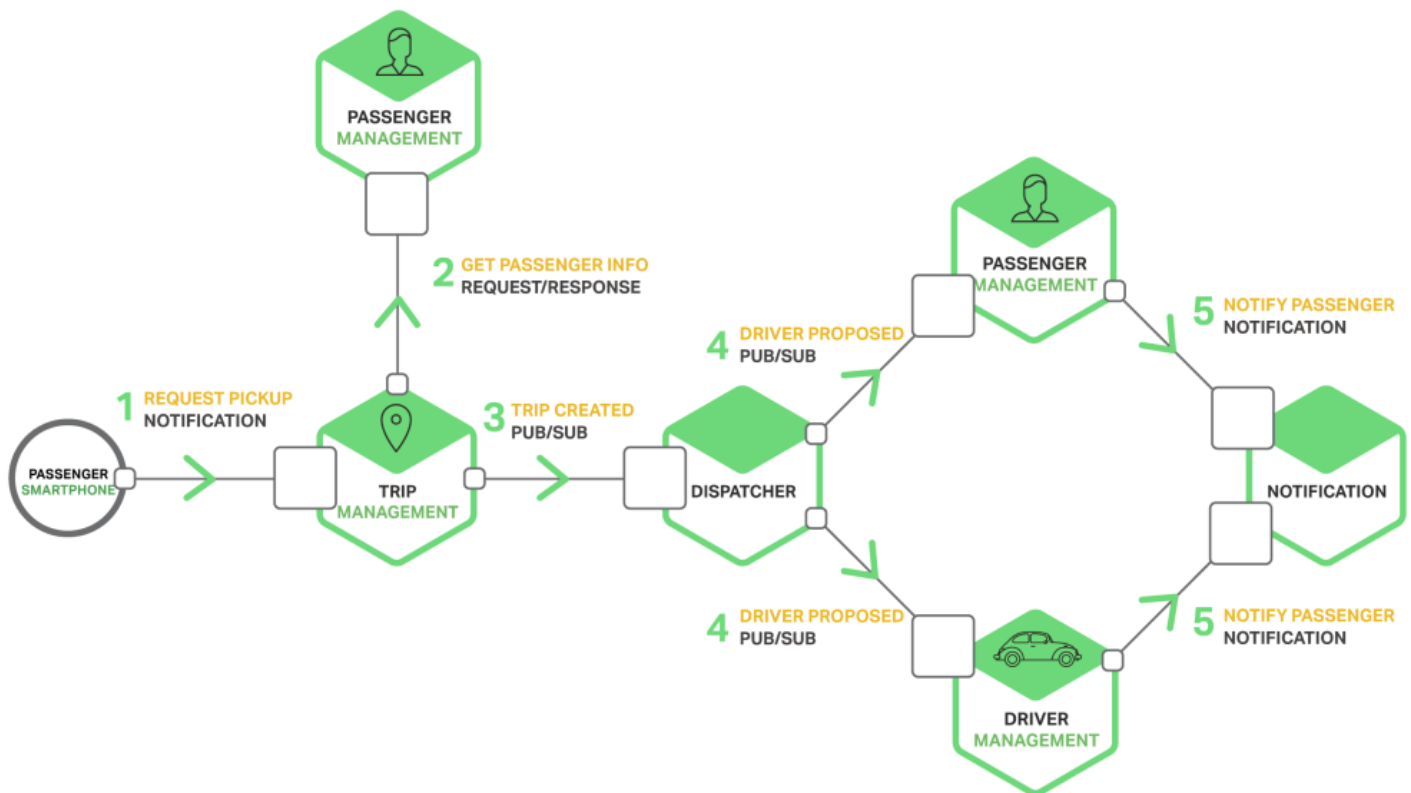 PASSENGER
MANAGEMENT
2 GET PASSENGER INFO
REQUEST/RESPONSE
1 REQUEST PICKUP
NOTIFICATION
PASSENGER
SMARTPHONE
TRIP
MANAGEMENT
3 TRIP CREATED
PUB/SUB
DISPATCHER
4 DRIVER PROPOSED
PUB/SUB
PASSENGER
MANAGEMENT
5 NOTIFY PASSENGER
NOTIFICATION
4 DRIVER PROPOSED
PUB/SUB
DRIVER
MANAGEMENT
5 NOTIFY PASSENGER
NOTIFICATION
NOTIFICATION